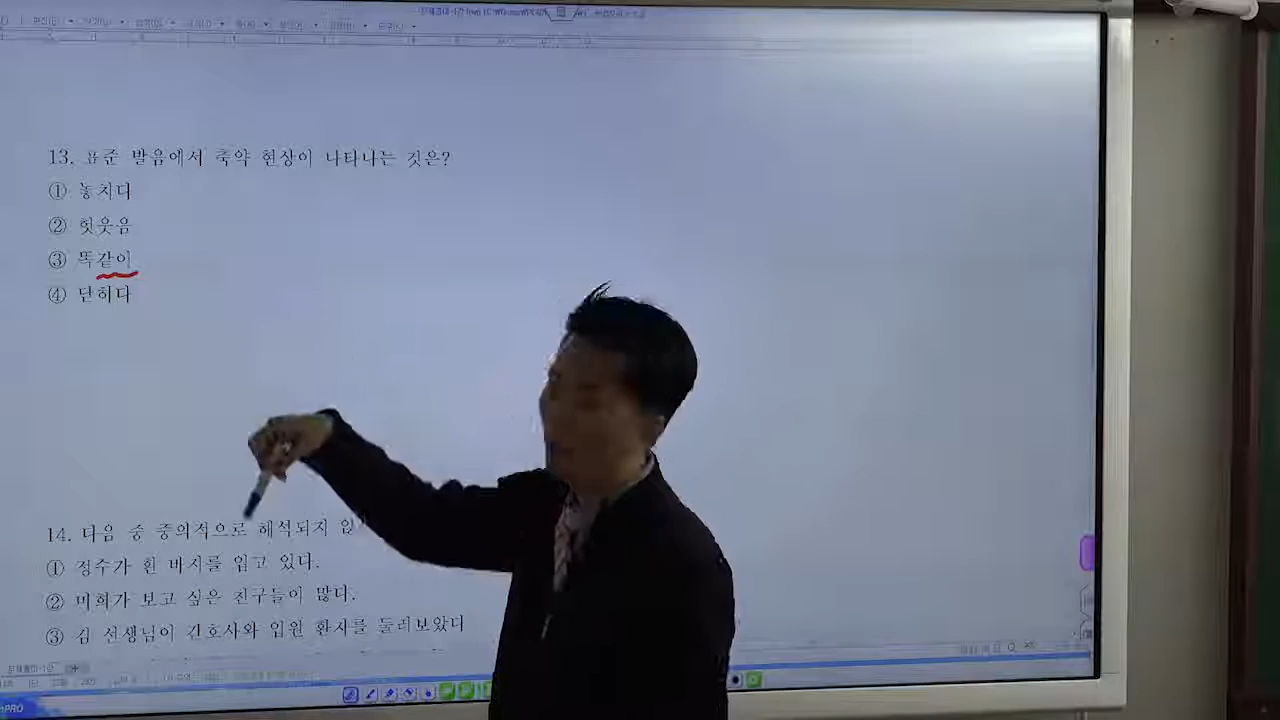 13. 표준 발음에서 축약 현상이 나타나는 것은?
① 놓치다
② 헛웃음
③ 똑같이
④ 닫히다
14. 다음 중 중의적으로 해석되지 않
① 정수가 흰 바지를 입고 있다.
② 미희가 보고 싶은 친구들이 많다.
③ 김 선생님이 간호사와 입원 환자를 둘러보았다